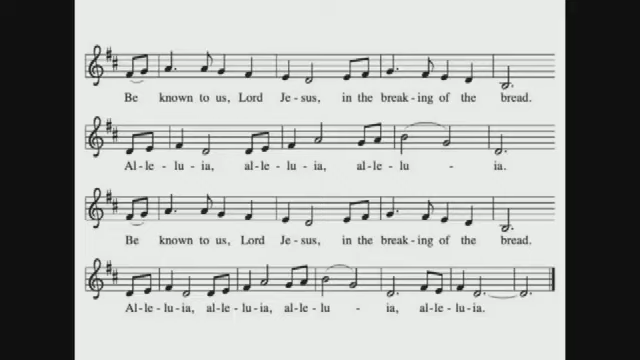 Be known to us, Lord Je - sus, in the break - ing of the bread.
Al - le - lu - ia, al - le - lu - ia, al - le - lu - ia.
Be known to us, Lord Je - sus, in the break - ing of the bread.
Al - le - lu - ia, al - le - lu - ia, al - le - lu - ia, al - le - lu - ia.